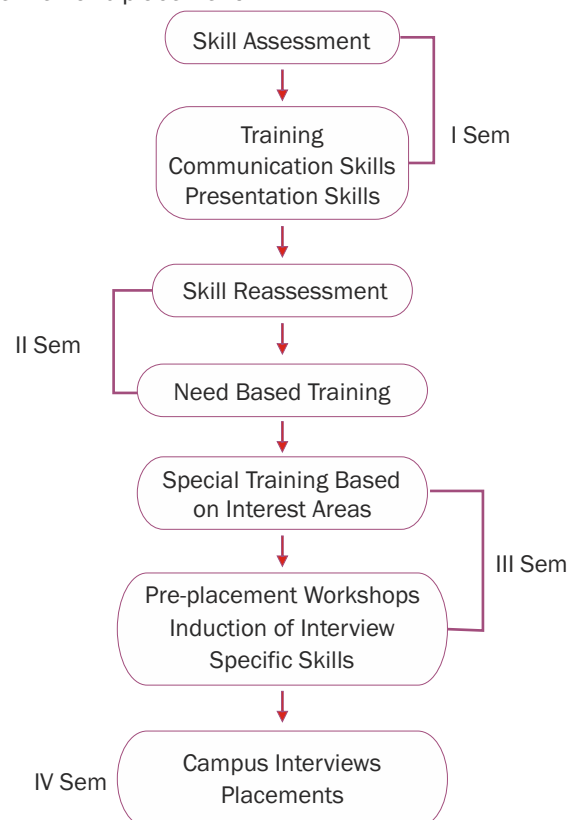 Skill Assessment
I Sem
Training
Communication Skills
Presentation Skills
Skill Reassessment
II Sem
Need Based Training
Special Training Based
on Interest Areas
III Sem
Pre-placement Workshops
Induction of Interview
Specific Skills
Campus Interviews
Placements
IV Sem